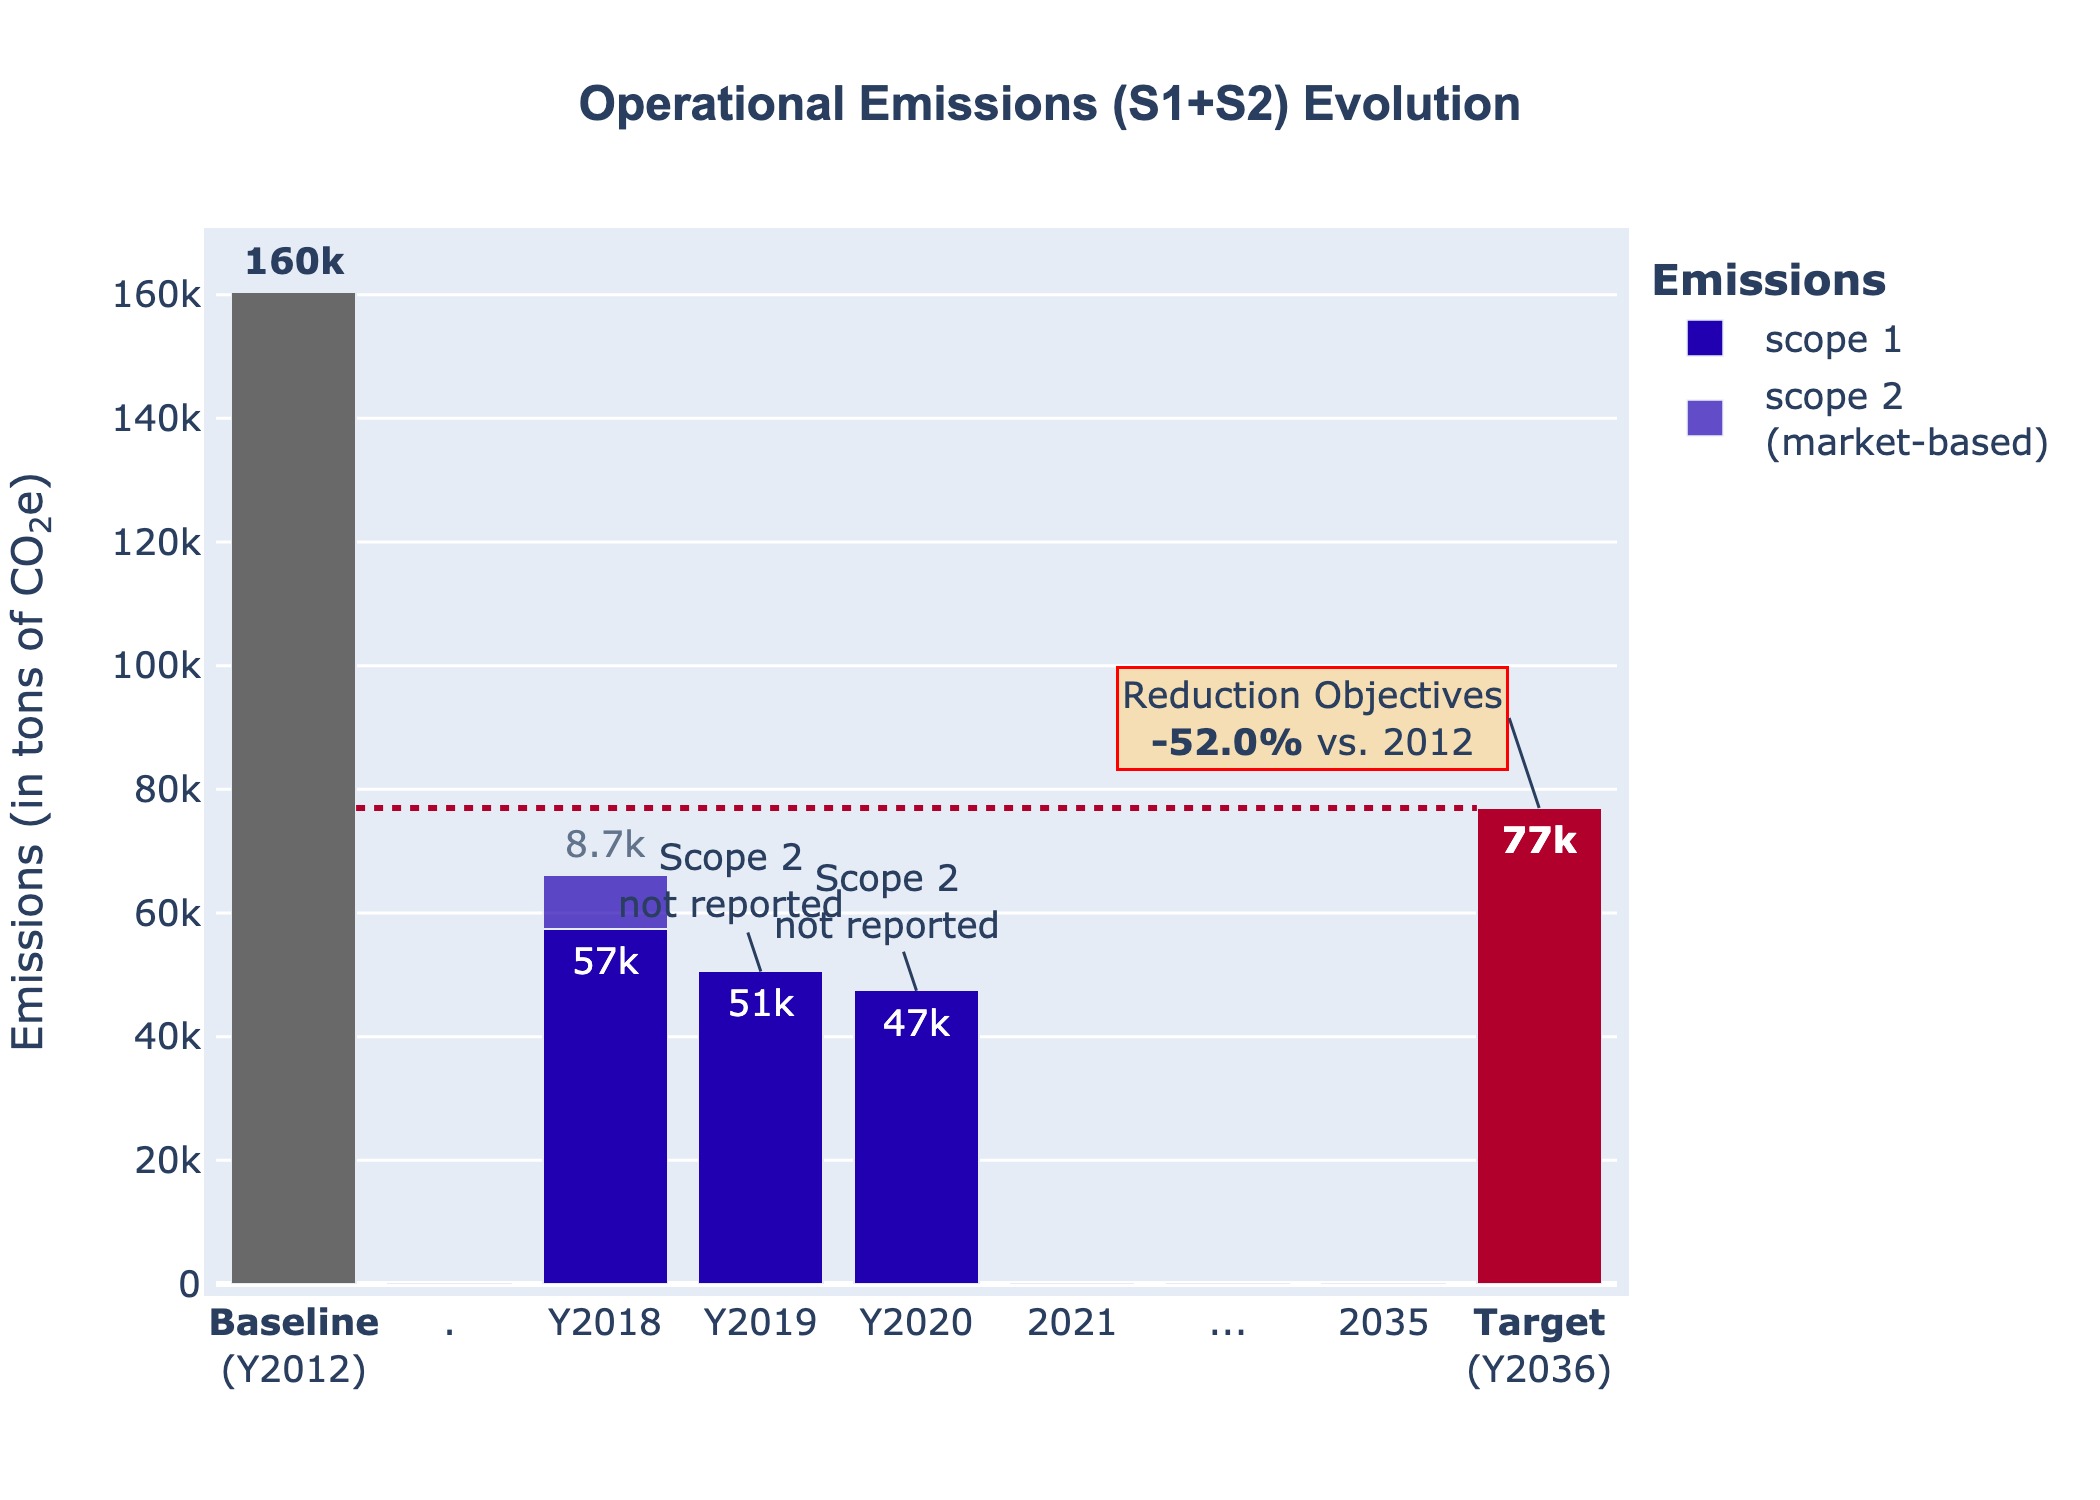 Operational Emissions (S1+S2) Evolution
Emissions (in tons of CO₂e)
160k
140k
120k
100k
80k
60k
40k
20k
0
160k
8.7k
57k
Scope 2
not reported
51k
Scope 2
not reported
47k
Reduction Objectives
-52.0% vs. 2012
77k
Baseline
(Y2012)
.
Y2018
Y2019
Y2020
2021
...
2035
Target
(Y2036)
Emissions
scope 1
scope 2
(market-based)